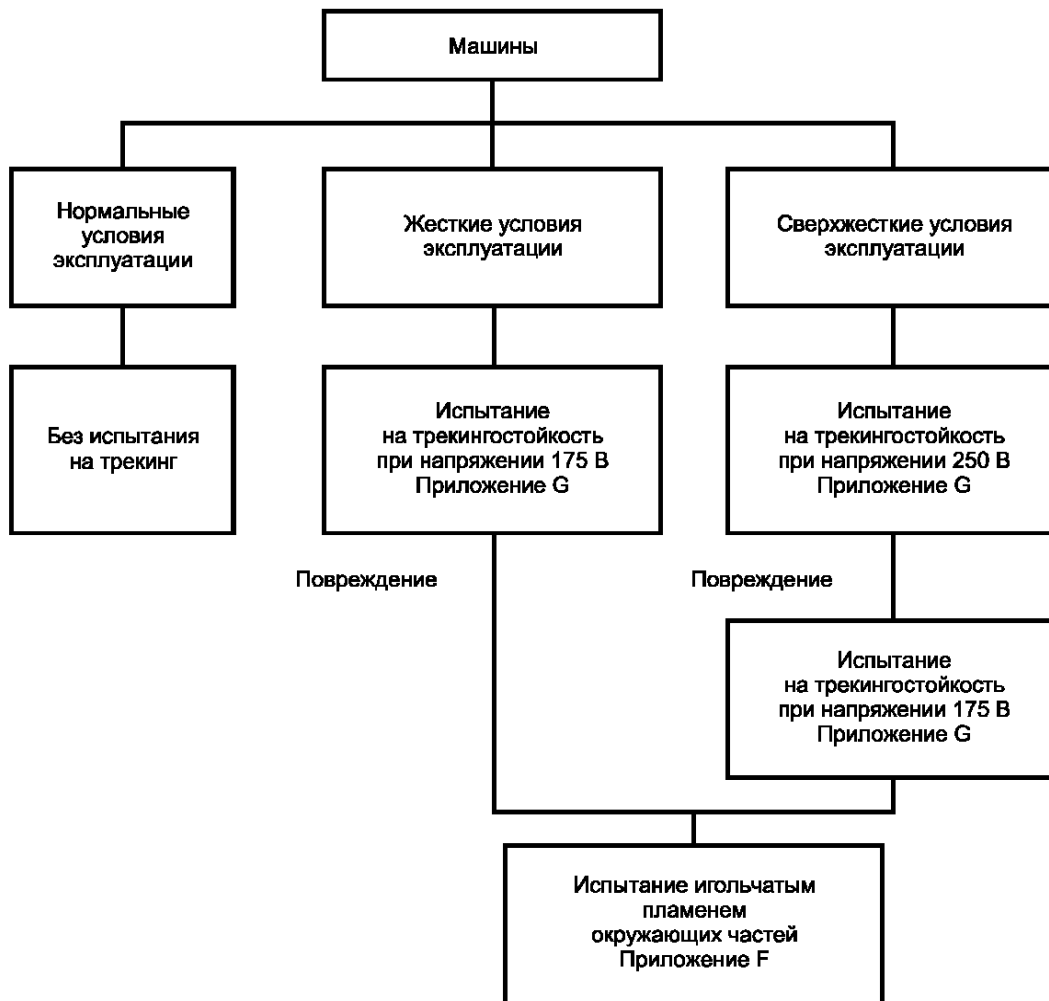 Машины
Нормальные
условия
эксплуатации
Жесткие условия
эксплуатации
Сверхжесткие условия
эксплуатации
Без испытания
на трекинг
Испытание
на трекингостойкость
при напряжении 175 В
Приложение G
Испытание
на трекингостойкость
при напряжении 250 В
Приложение G
Повреждение
Повреждение
Испытание
на трекингостойкость
при напряжении 175 В
Приложение G
Испытание игольчатым
пламенем
окружающих частей
Приложение F